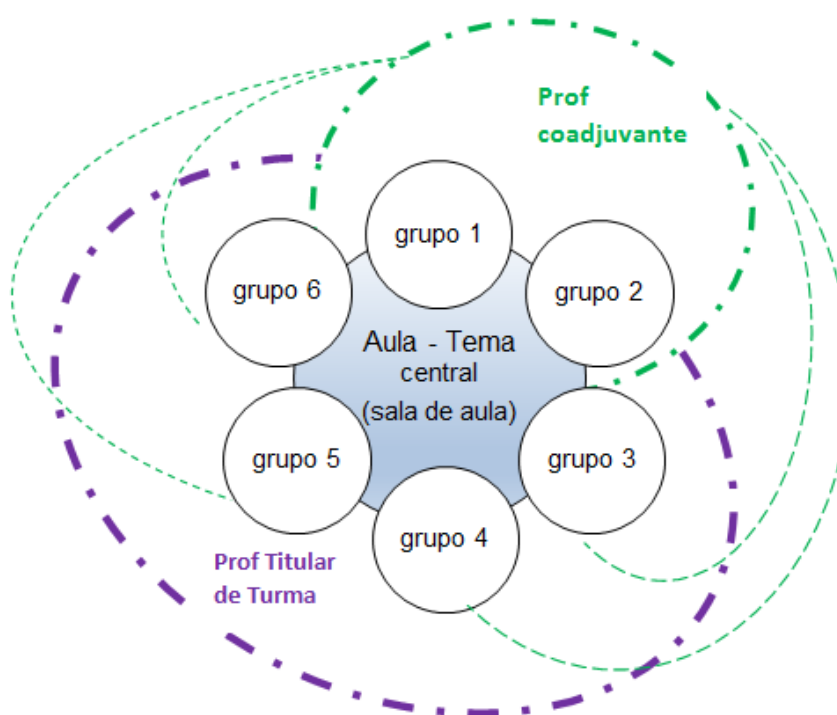 Prof
coadjuvante
grupo 1
grupo 6
grupo 2
Aula - Tema
central
(sala de aula)
grupo 5
grupo 3
grupo 4
Prof Titular
de Turma